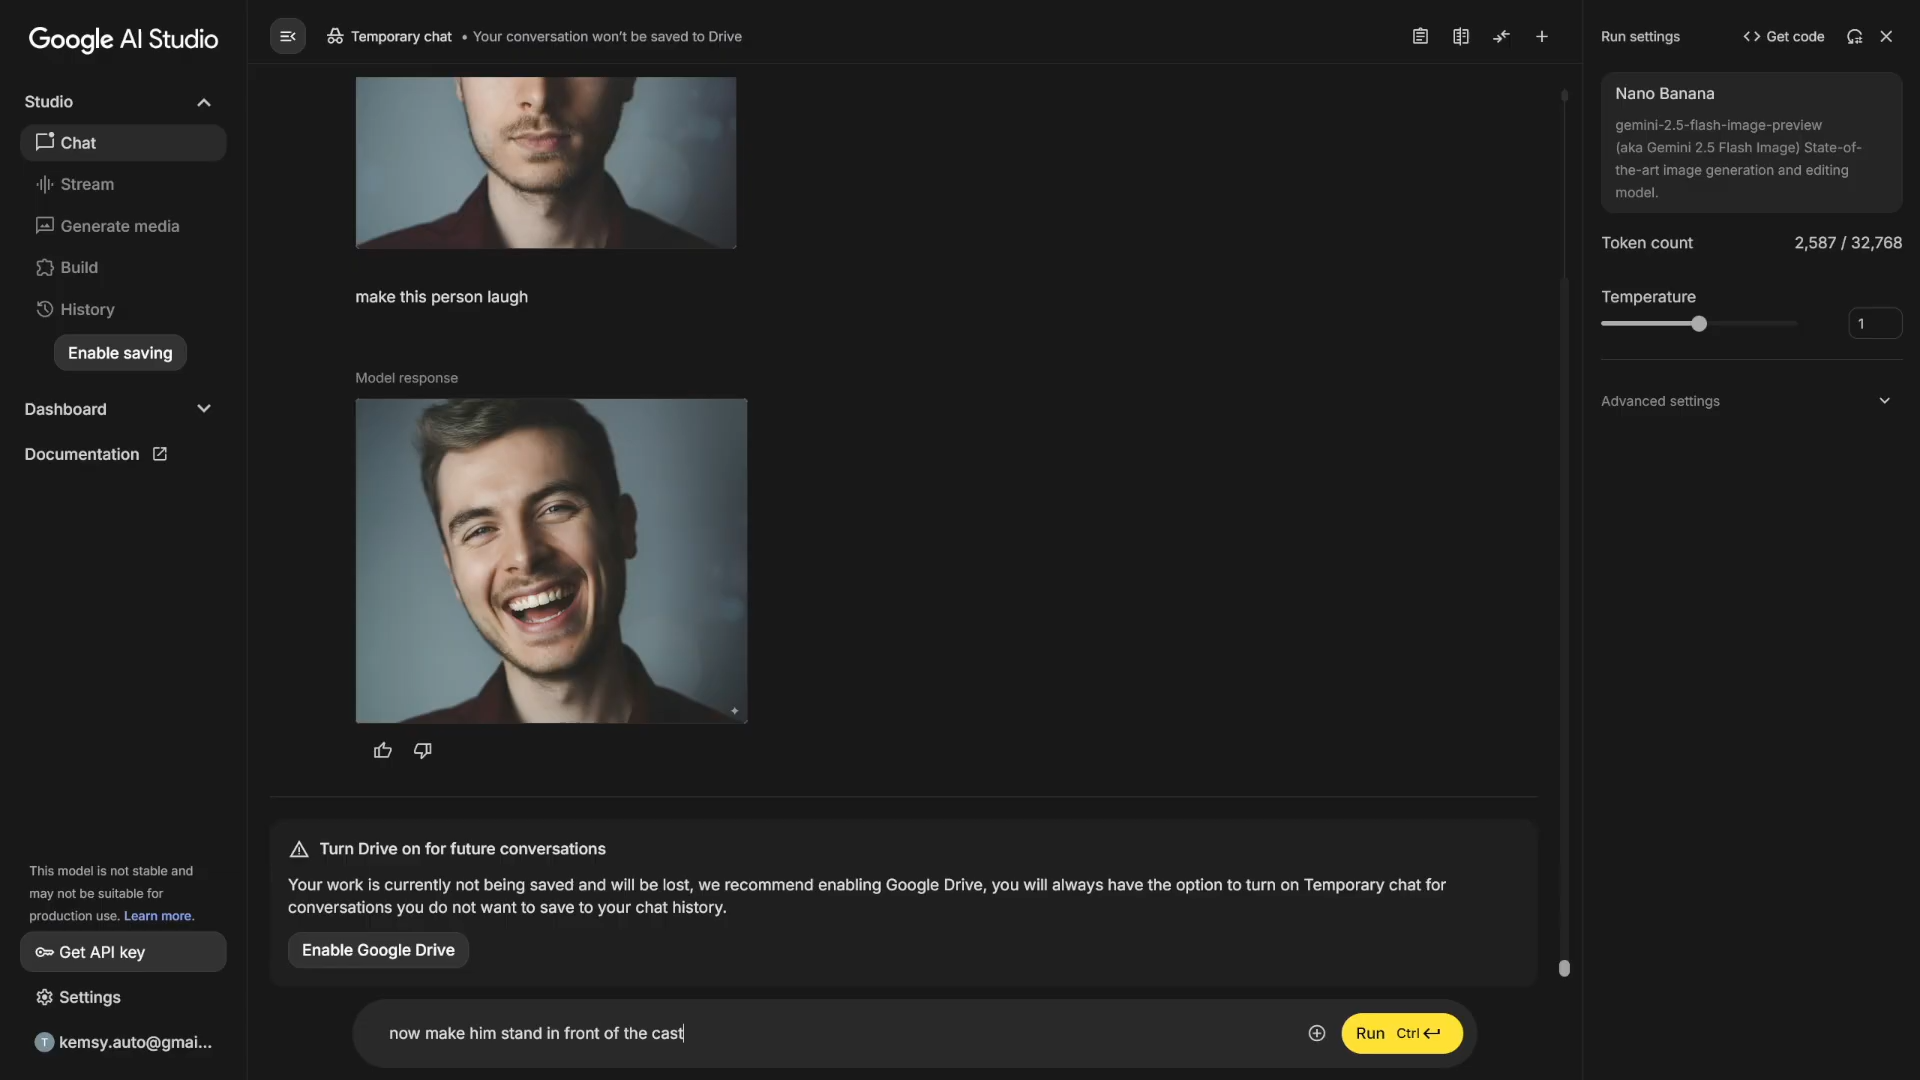 Google AI Studio
Studio
Chat
Stream
Generate media
Build
History
Enable saving
Dashboard
Documentation
This model is not stable and
may not be suitable for
production use. Learn more.
Get API key
Settings
T kemsy.auto@gmai...
Temporary chat • Your conversation won't be saved to Drive
make this person laugh
Model response
Turn Drive on for future conversations
Your work is currently not being saved and will be lost, we recommend enabling Google Drive, you will always have the option to turn on Temporary chat for
conversations you do not want to save to your chat history.
Enable Google Drive
now make him stand in front of the cast
Run Ctrl
Run settings
<> Get code
Nano Banana
gemini-2.5-flash-image-preview
(aka Gemini 2.5 Flash Image) State-of-
the-art image generation and editing
model.
Token count 2,587 / 32,768
Temperature
1
Advanced settings